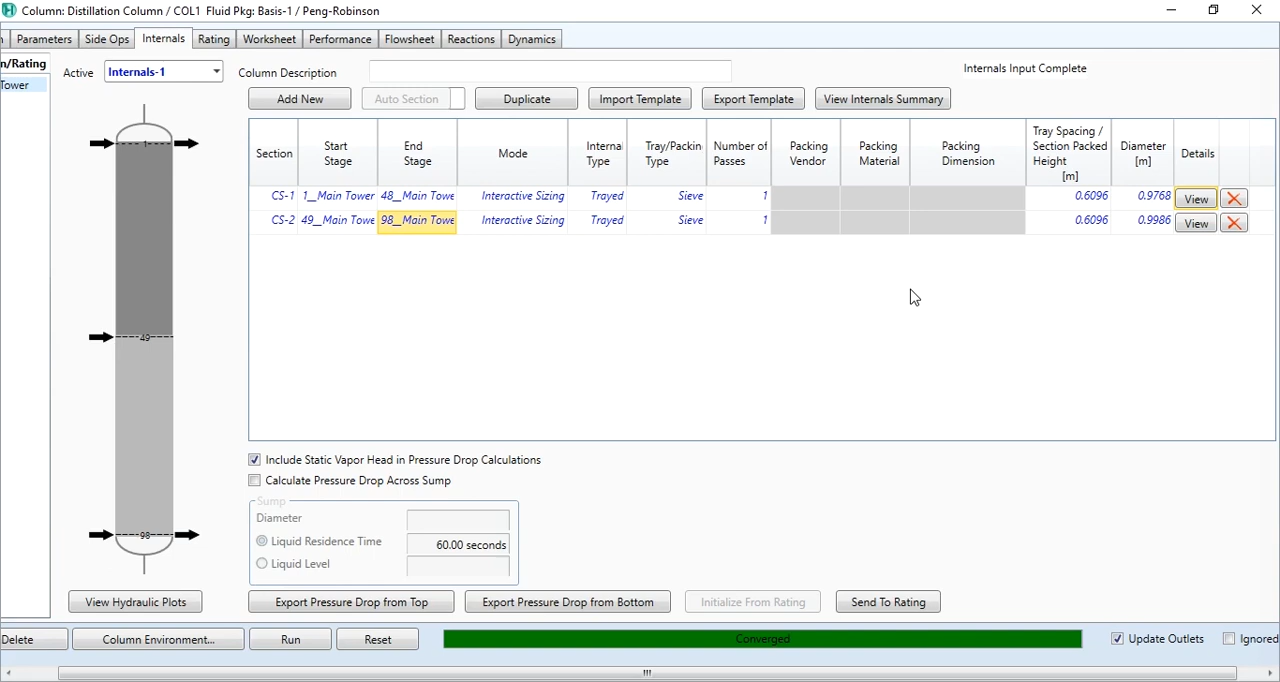 Column: Distillation Column / COL1 Fluid Pkg: Basis-1 / Peng-Robinson
Parameters Side Ops Internals Rating Worksheet Performance Flowsheet Reactions Dynamics
n/Rating
Tower
Active Internals-1 Column Description Internals Input Complete
Add New Auto Section Duplicate Import Template Export Template View Internals Summary
Section
Start
Stage
End
Stage
Mode
Interna
Type
Tray/Packin
Type
Number of
Passes
Packing
Vendor
Packing
Material
Packing
Dimension
Tray Spacing /
Section Packed
Height
[m]
Diameter
[m]
Details
CS-1 1__Main Tower 48__Main Towe Interactive Sizing Trayed Sieve 1 0.6096 0.9768 View
CS-2 49__Main Towe 98__Main Towe Interactive Sizing Trayed Sieve 1 0.6096 0.9986 View
1
49
98
Include Static Vapor Head in Pressure Drop Calculations
Calculate Pressure Drop Across Sump
Sump
Diameter
Liquid Residence Time 60.00 seconds
Liquid Level
View Hydraulic Plots Export Pressure Drop from Top Export Pressure Drop from Bottom Initialize From Rating Send To Rating
Delete Column Environment... Run Reset Converged Update Outlets Ignored